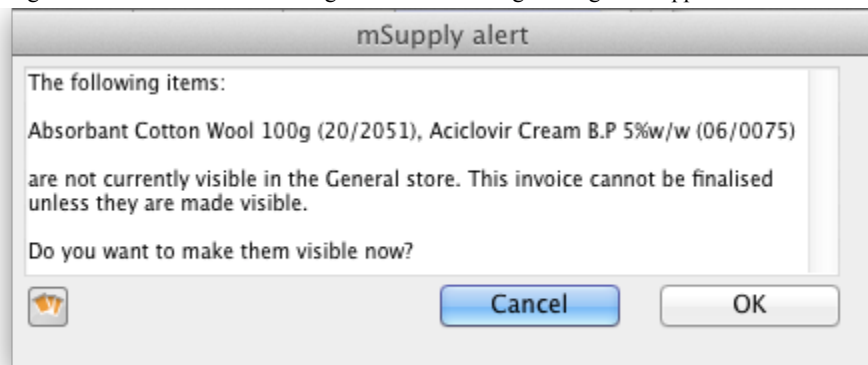 mSupply alert
The following items:
Absorbant Cotton Wool 100g (20/2051), Aciclovir Cream B.P 5%w/w (06/0075)
are not currently visible in the General store. This invoice cannot be finalised
unless they are made visible.
Do you want to make them visible now?
Cancel
OK